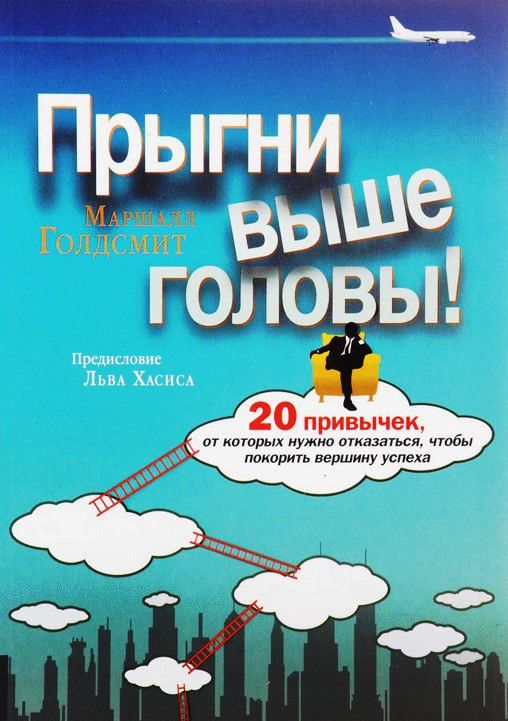 Прыгни
выше
головы!
Маршалл
Голдсмит
Предисловие
Льва Хасиса
20 привычек,
от которых нужно отказаться, чтобы
покорить вершину успеха